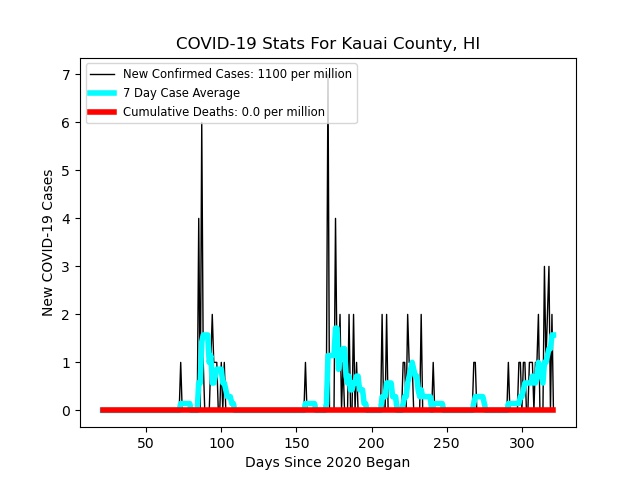 COVID-19 Stats For Kauai County, HI
New Confirmed Cases: 1100 per million
7 Day Case Average
Cumulative Deaths: 0.0 per million
New COVID-19 Cases
7
6
5
4
3
2
1
0
50 100 150 200 250 300
Days Since 2020 Began